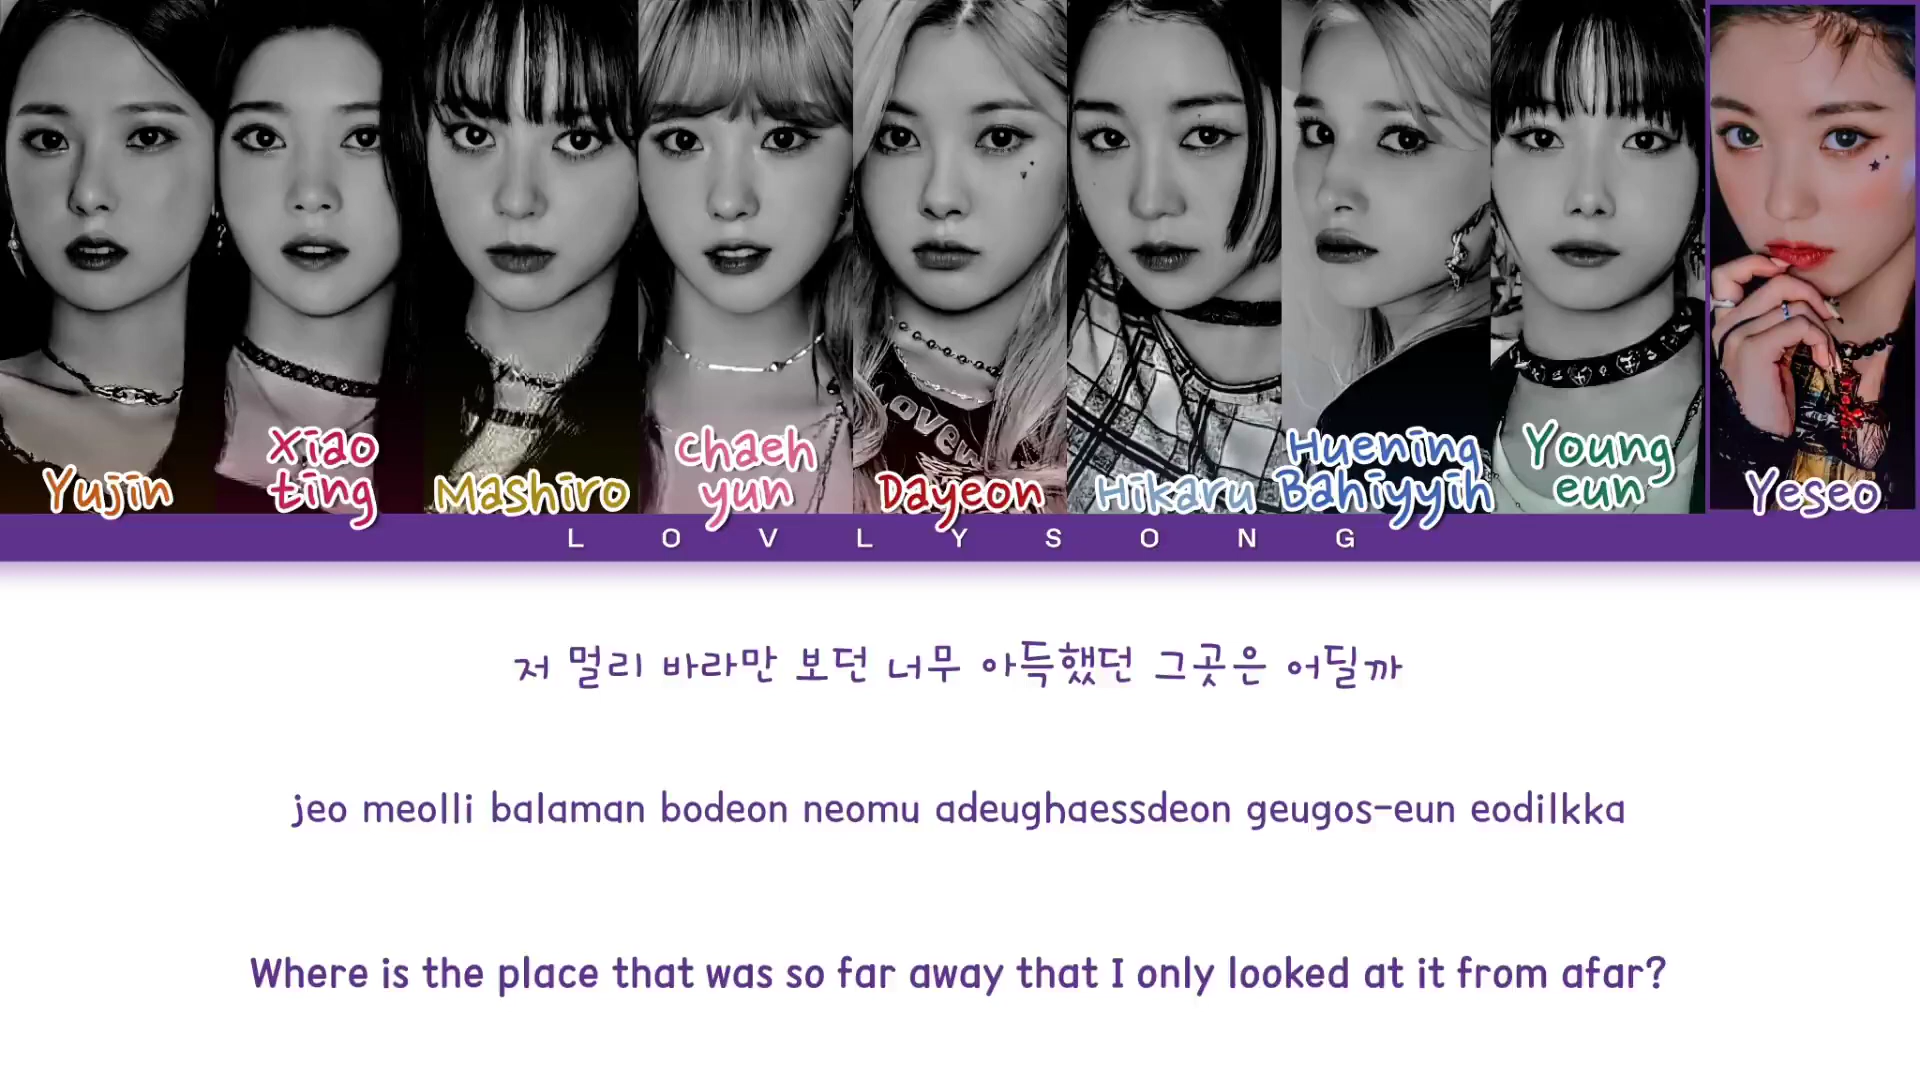 Yujin
Xiao
ting
Mashiro
Chaeh
yun
Dayeon
Hikaru
Huening
Bahiyyih
Young
eun
Yeseo
LOVLYSONG
저 멀리 바라만 보던 너무 아득했던 그곳은 어딜까
jeo meolli balaman bodeon neomu adeughaessdeon geugos-eun eodilkka
Where is the place that was so far away that I only looked at it from afar?